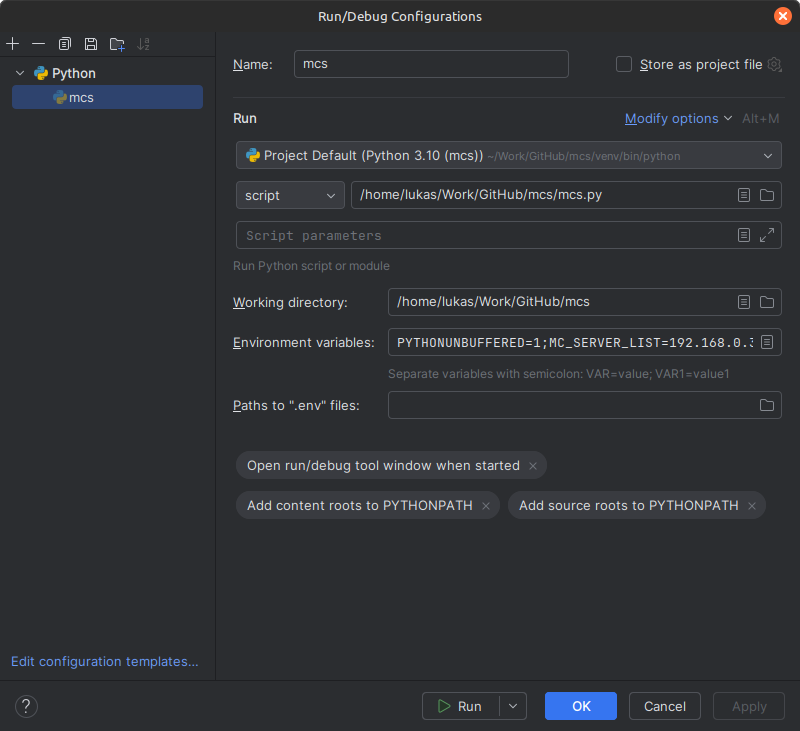 Run/Debug Configurations
Python
mcs
Edit configuration templates...
Name: mcs Store as project file
Run Modify options Alt+M
Project Default (Python 3.10 (mcs)) ~/Work/GitHub/mcs/venv/bin/python
script /home/lukas/Work/GitHub/mcs/mcs.py
Script parameters
Run Python script or module
Working directory: /home/lukas/Work/GitHub/mcs
Environment variables: PYTHONUNBUFFERED=1;MC_SERVER_LIST=192.168.0.3
Separate variables with semicolon: VAR=value; VAR1=value1
Paths to ".env" files:
Open run/debug tool window when started ×
Add content roots to PYTHONPATH × Add source roots to PYTHONPATH ×
? Run OK Cancel Apply